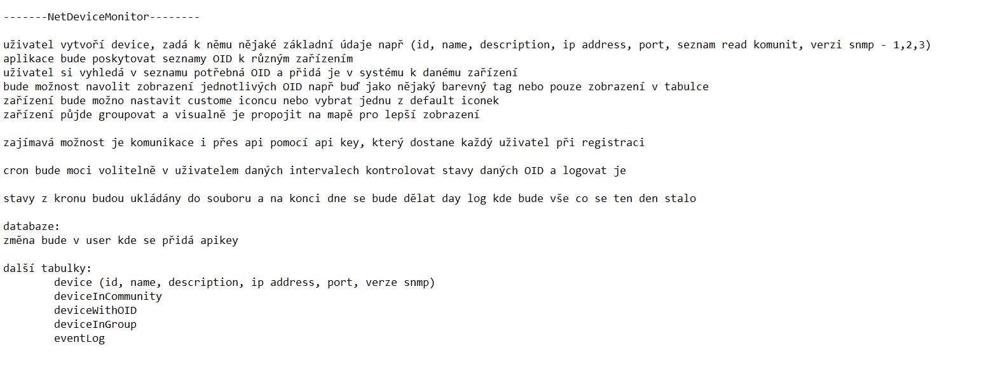 -------NetDeviceMonitor--------
uživatel vytvoří device, zadá k němu nějaké základní údaje např (id, name, description, ip address, port, seznam read komunit, verzi snmp - 1,2,3)
aplikace bude poskytovat seznamy OID k různým zařízením
uživatel si vyhledá v seznamu potřebná OID a přidá je v systému k danému zařízení
bude možnost navolit zobrazení jednotlivých OID např buď jako nějaký barevný tag nebo pouze zobrazení v tabulce
zařízení bude možno nastavit custome iconcu nebo vybrat jednu z default iconek
zařízení půjde groupovat a visualně je propojit na mapě pro lepší zobrazení
zajímavá možnost je komunikace i přes api pomocí api key, který dostane každý uživatel při registraci
cron bude moci volitelně v uživatelem daných intervalech kontrolovat stavy daných OID a logovat je
stavy z kronu budou ukládány do souboru a na konci dne se bude dělat day log kde bude vše co se ten den stalo
databaze:
změna bude v user kde se přidá apikey
další tabulky:
device (id, name, description, ip address, port, verze snmp)
deviceInCommunity
deviceWithOID
deviceInGroup
eventLog